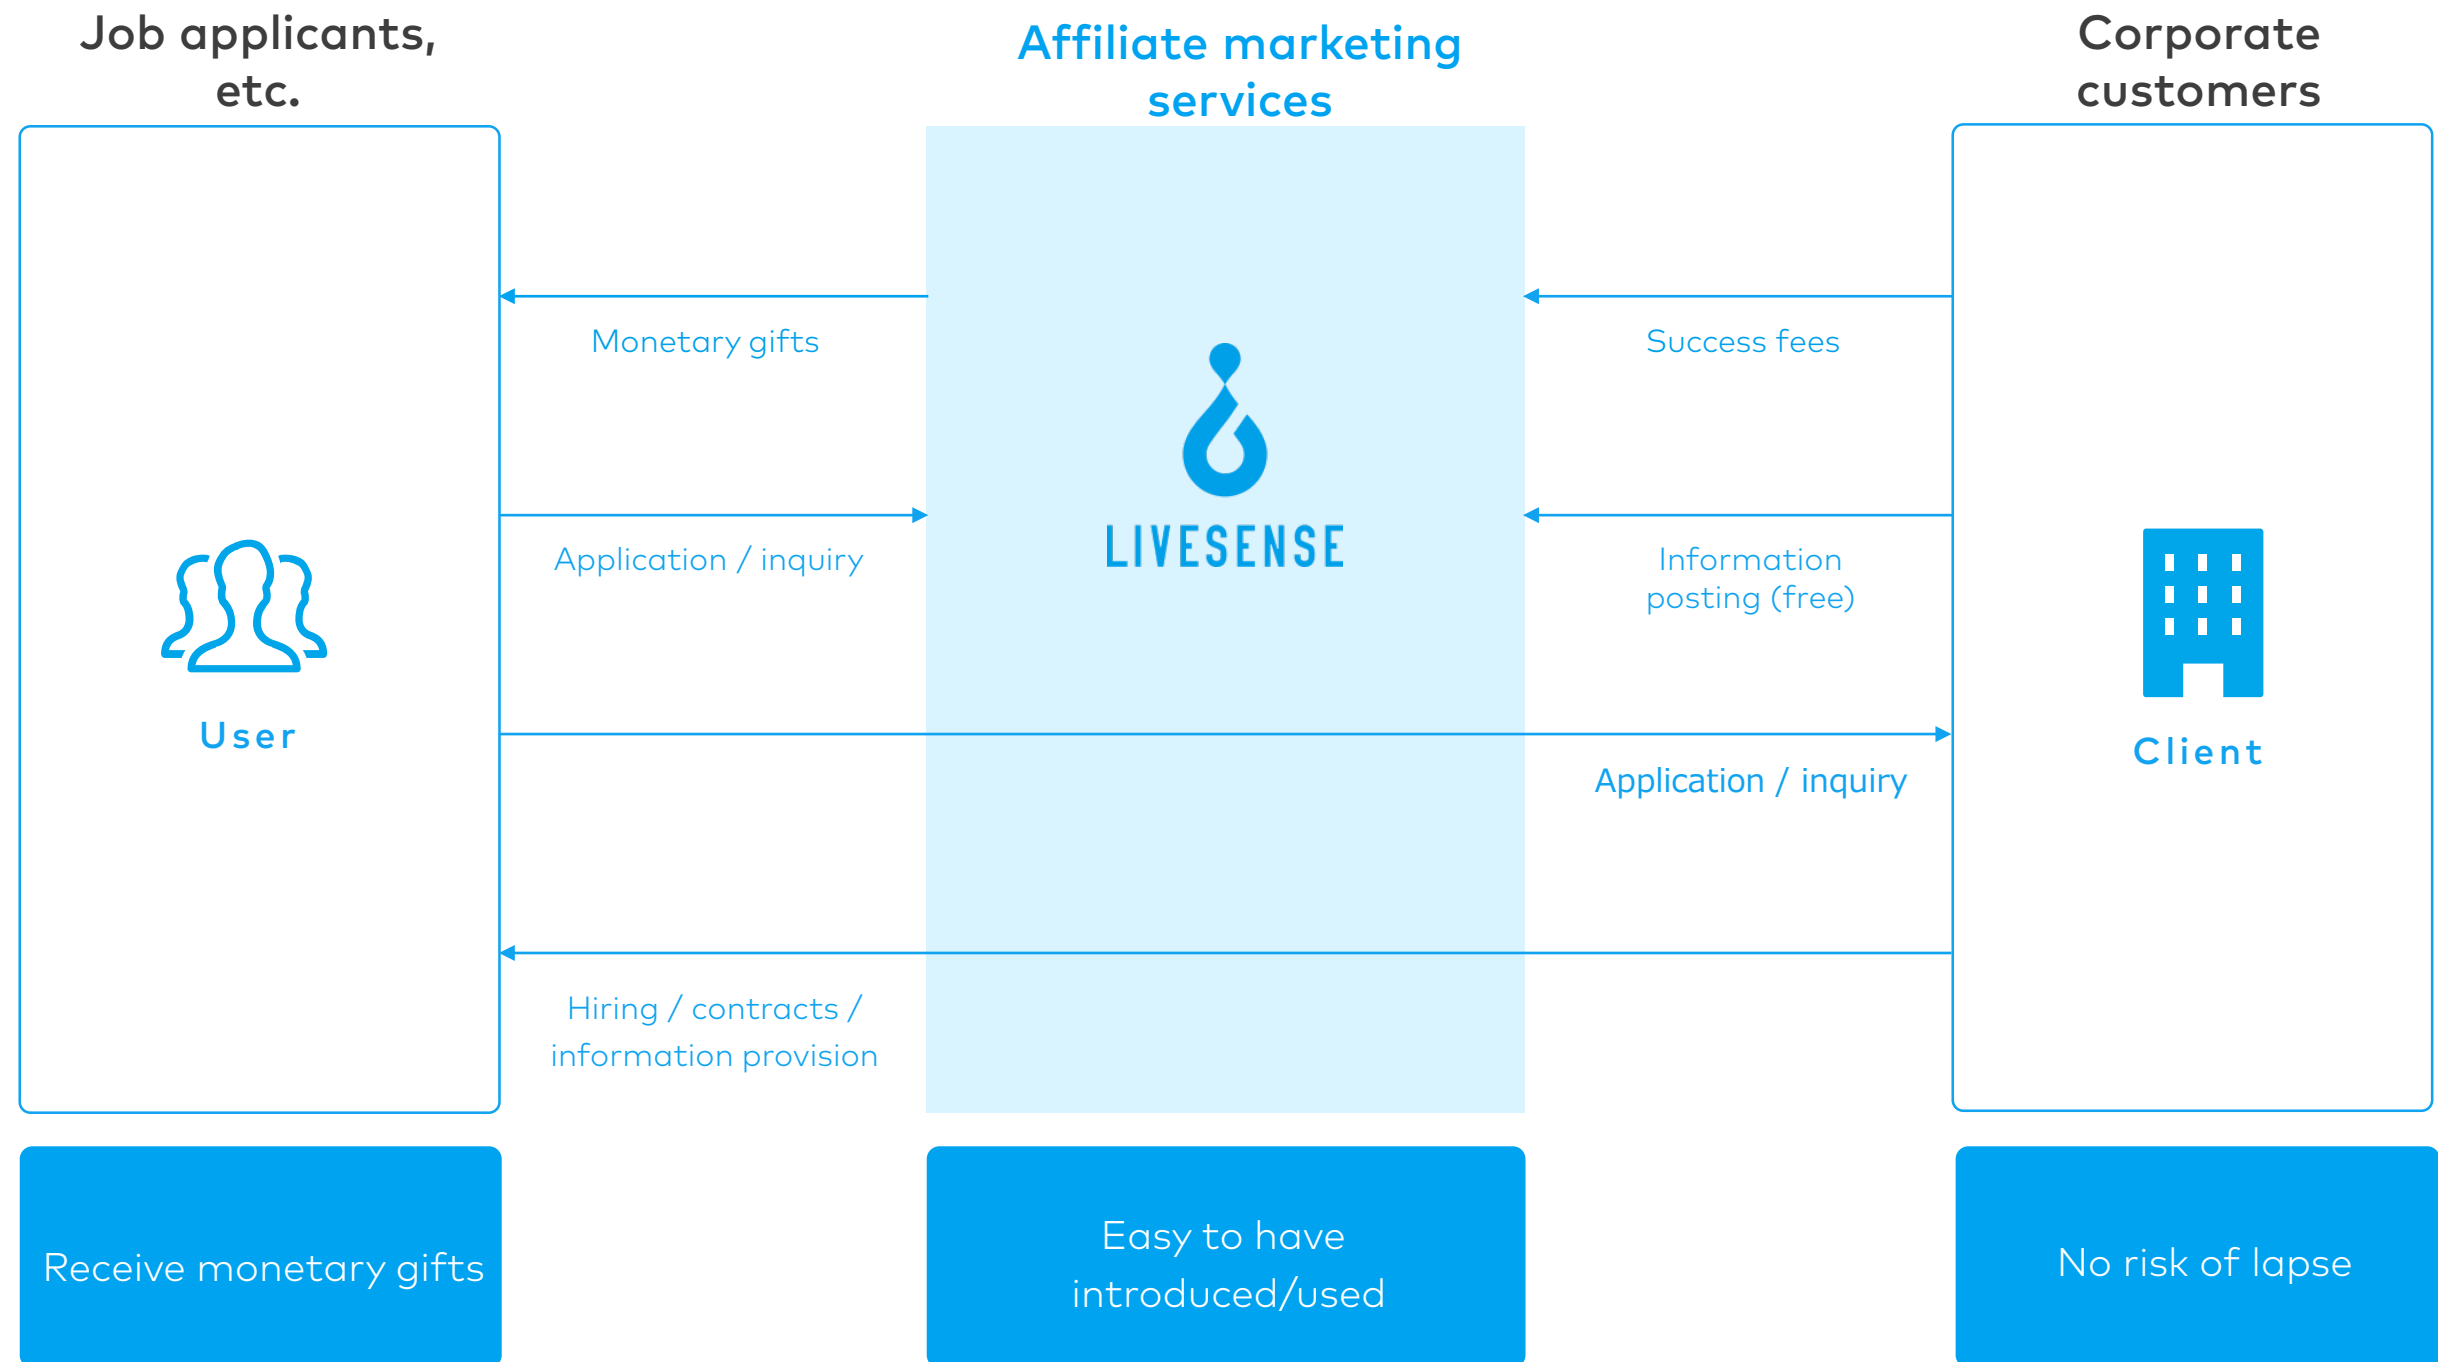 Job applicants,
etc.
Affiliate marketing
services
Corporate
customers
Monetary gifts
Success fees
LIVESENSE
Application / inquiry
Information
posting (free)
User
Client
Application / inquiry
Hiring / contracts /
information provision
Receive monetary gifts
Easy to have
introduced/used
No risk of lapse